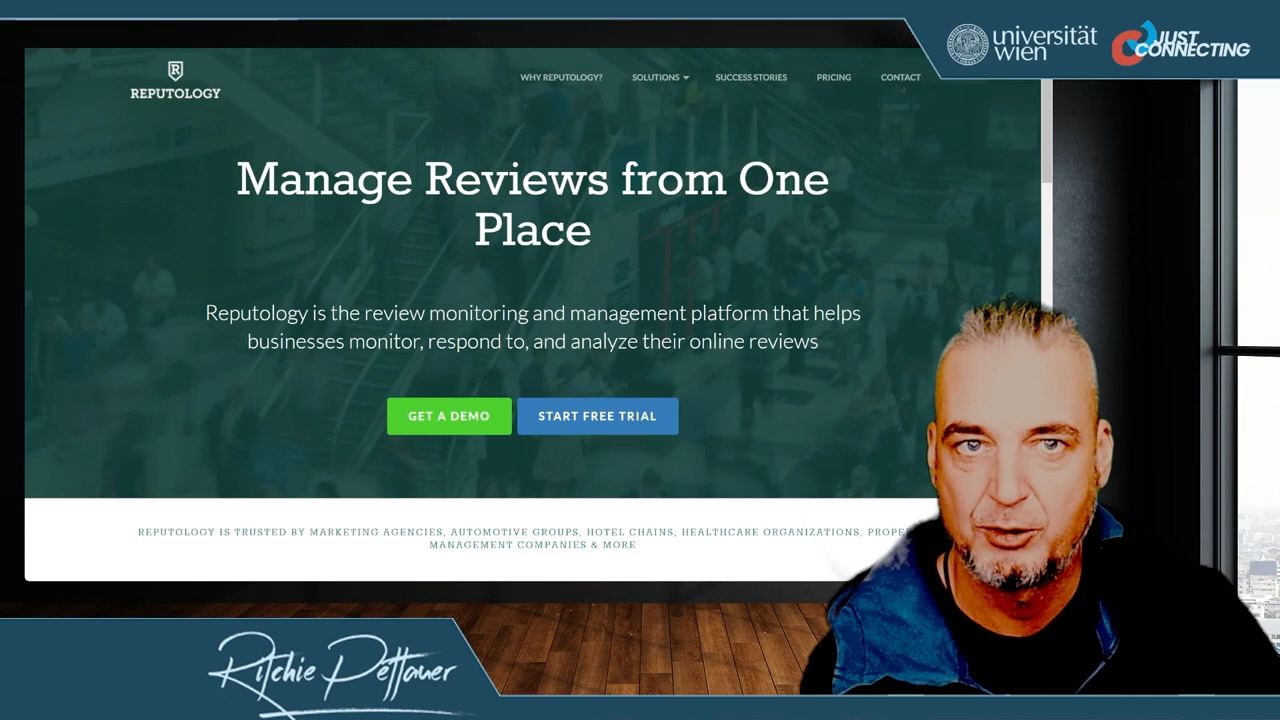 universität
wien
JUST
CONNECTING
REPUTOLOGY
WHY REPUTOLOGY?
SOLUTIONS
SUCCESS STORIES
PRICING
CONTACT
Manage Reviews from One
Place
Reputology is the review monitoring and management platform that helps
businesses monitor, respond to, and analyze their online reviews
GET A DEMO
START FREE TRIAL
REPUTOLOGY IS TRUSTED BY MARKETING AGENCIES, AUTOMOTIVE GROUPS, HOTEL CHAINS, HEALTHCARE ORGANIZATIONS, PROPE
MANAGEMENT COMPANIES & MORE
Ritchie Pettauer